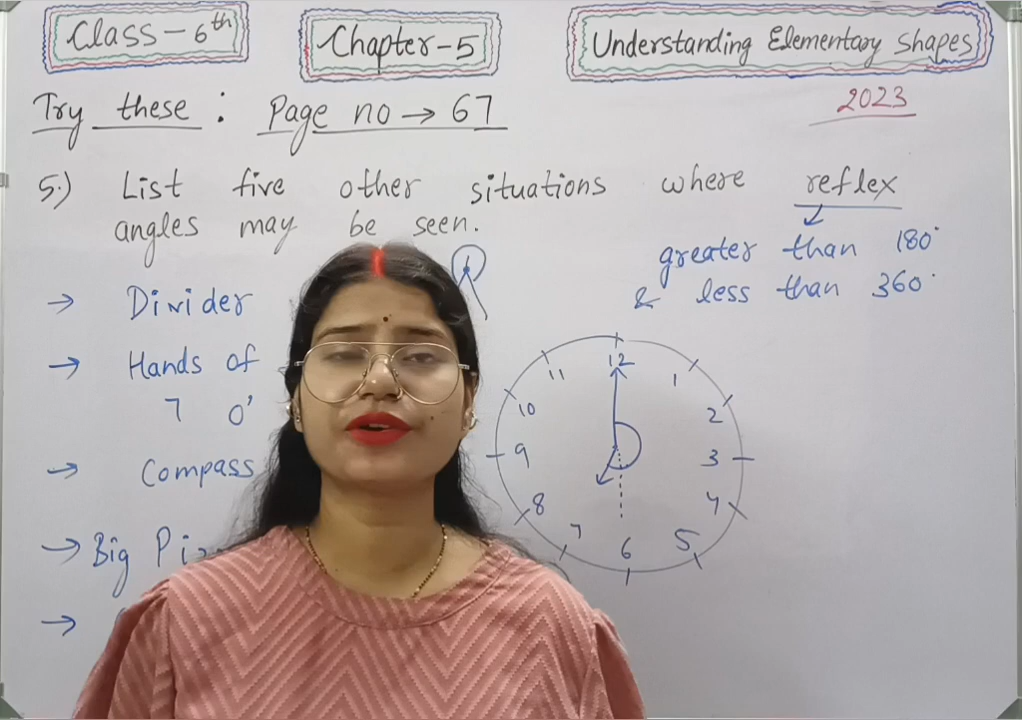 Class-6th
Chapter-5
Understanding Elementary Shapes
Try these : Page no → 67
2023
5.) List five other situations where reflex
angles may be seen.
greater than 180°
& less than 360°
→ Divider
→ Hands of
7 O'
→ Compass
→ Big
→
12
1
2
3
4
5
6
7
8
9
10
11